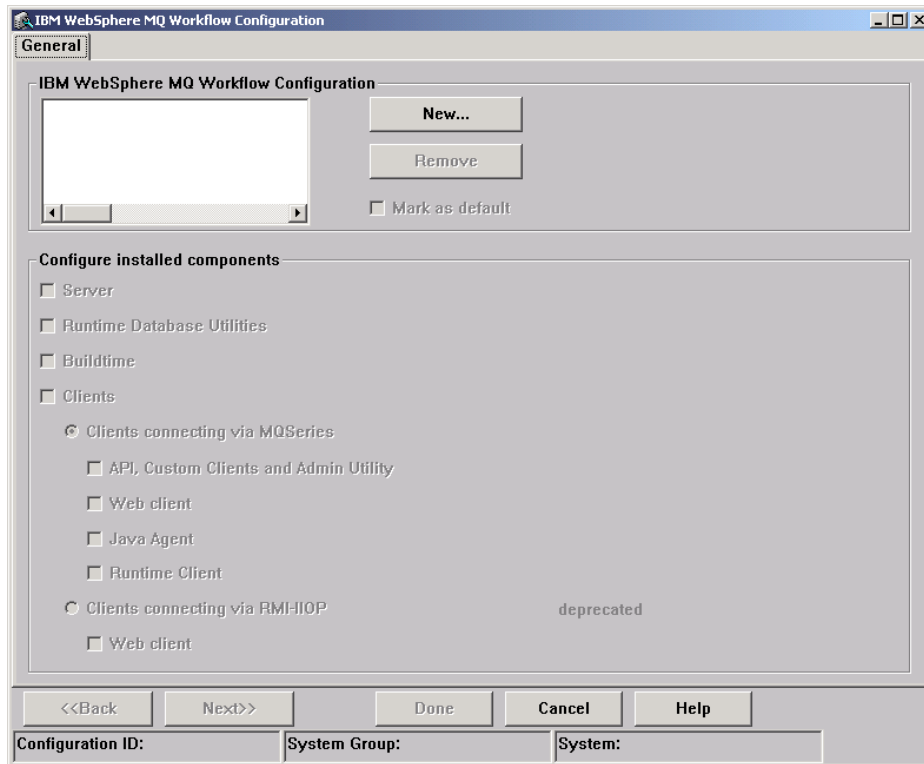 IBM WebSphere MQ Workflow Configuration
General
IBM WebSphere MQ Workflow Configuration
New...
Remove
Mark as default
Configure installed components
Server
Runtime Database Utilities
Buildtime
Clients
Clients connecting via MQSeries
API, Custom Clients and Admin Utility
Web client
Java Agent
Runtime Client
Clients connecting via RMI-IIOP deprecated
Web client
<<Back Next>> Done Cancel Help
Configuration ID: System Group: System: